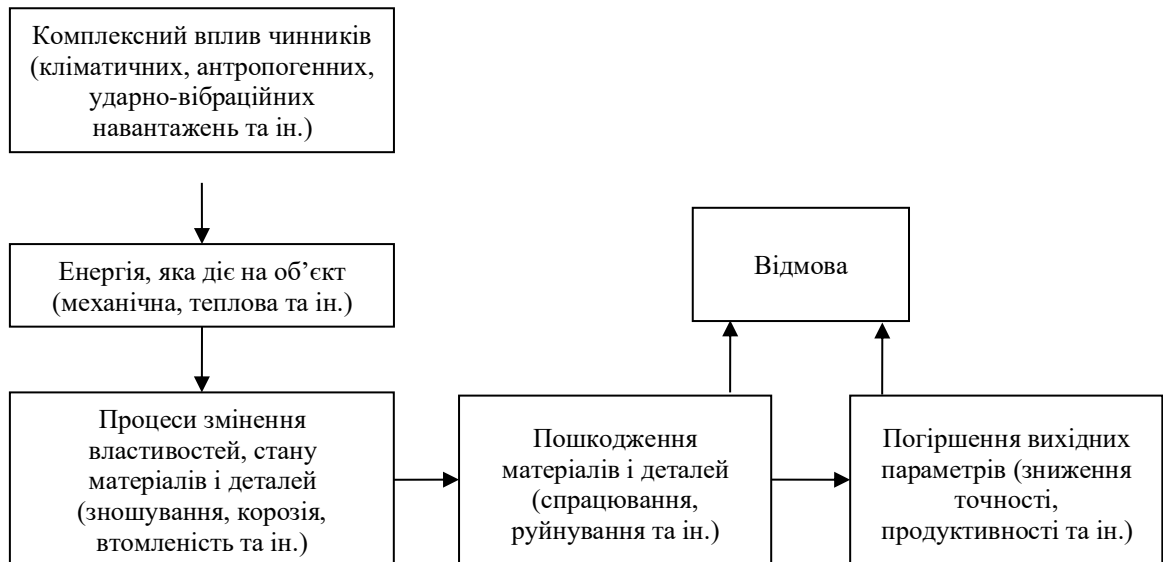 Комплексний вплив чинників
(кліматичних, антропогенних,
ударно-вібраційних
навантажень та ін.)
Енергія, яка діє на об’єкт
(механічна, теплова та ін.)
Відмова
Процеси змінення
властивостей, стану
матеріалів і деталей
(зношування, корозія,
втомленість та ін.)
Пошкодження
матеріалів і деталей
(спрацювання,
руйнування та ін.)
Погіршення вихідних
параметрів (зниження
точності,
продуктивності та ін.)